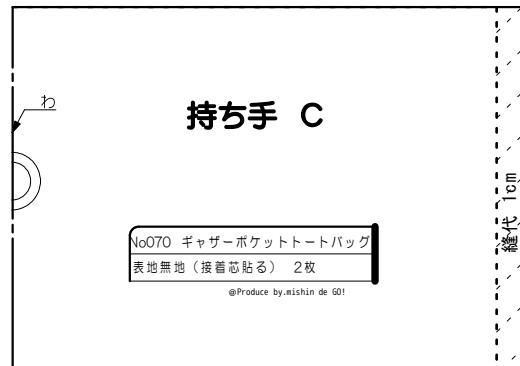 わ
持ち手 C
縫代 1cm
No070 ギャザーポケットトートバッグ
表地無地(接着芯貼る) 2枚
@Produce by.mishin de GO!